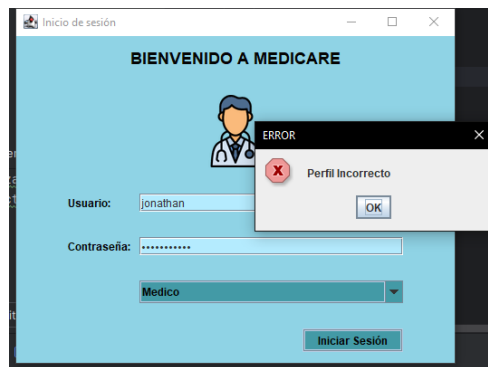 Inicio de sesión
BIENVENIDO A MEDICARE
ERROR
Perfil Incorrecto
OK
Usuario: jonathan
Contraseña: •••••••••••
Medico
Iniciar Sesión